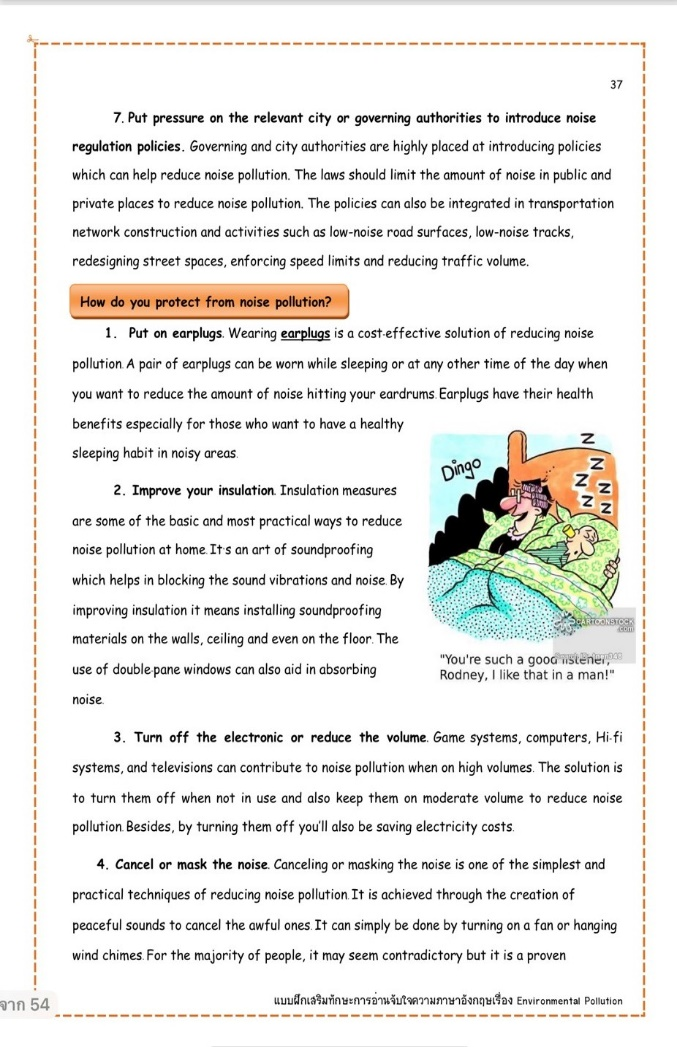 37
7. Put pressure on the relevant city or governing authorities to introduce noise
regulation policies. Governing and city authorities are highly placed at introducing policies
which can help reduce noise pollution. The laws should limit the amount of noise in public and
private places to reduce noise pollution. The policies can also be integrated in transportation
network construction and activities such as low-noise road surfaces, low-noise tracks,
redesigning street spaces, enforcing speed limits and reducing traffic volume.
How do you protect from noise pollution?
1. Put on earplugs. Wearing earplugs is a cost-effective solution of reducing noise
pollution. A pair of earplugs can be worn while sleeping or at any other time of the day when
you want to reduce the amount of noise hitting your eardrums. Earplugs have their health
benefits especially for those who want to have a healthy
sleeping habit in noisy areas.
2. Improve your insulation. Insulation measures
are some of the basic and most practical ways to reduce
noise pollution at home. It's an art of soundproofing
which helps in blocking the sound vibrations and noise. By
improving insulation it means installing soundproofing
materials on the walls, ceiling and even on the floor. The
use of double-pane windows can also aid in absorbing
noise.
Dingo
Z
Z
Z Z
Z Z
Z Z
CARTOONSTOCK
.com
"You're such a good listener,
Rodney, I like that in a man!"
3. Turn off the electronic or reduce the volume. Game systems, computers, Hi-fi
systems, and televisions can contribute to noise pollution when on high volumes. The solution is
to turn them off when not in use and also keep them on moderate volume to reduce noise
pollution. Besides, by turning them off you'll also be saving electricity costs.
4. Cancel or mask the noise. Canceling or masking the noise is one of the simplest and
practical techniques of reducing noise pollution. It is achieved through the creation of
peaceful sounds to cancel the awful ones. It can simply be done by turning on a fan or hanging
wind chimes. For the majority of people, it may seem contradictory but it is a proven
จาก 54
แบบฝึกเสริมทักษะการอ่านจับใจความภาษาอังกฤษเรื่อง Environmental Pollution